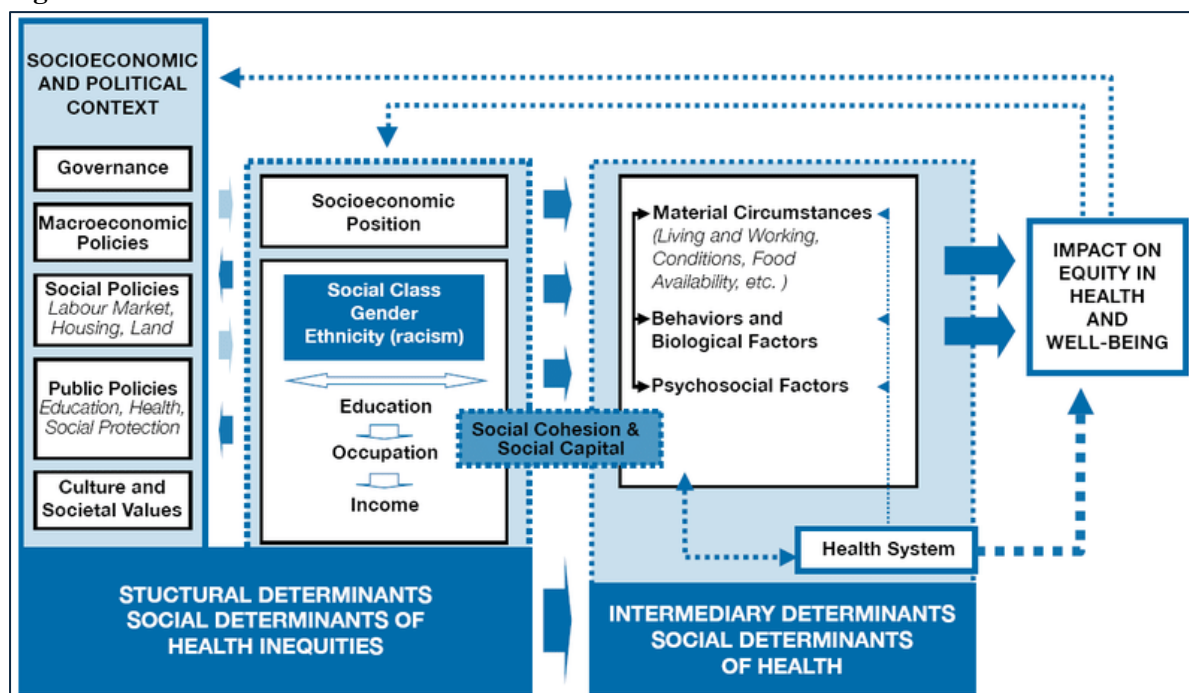 SOCIOECONOMIC
AND POLITICAL
CONTEXT
Governance
Macroeconomic
Policies
Social Policies
Labour Market,
Housing, Land
Public Policies
Education, Health,
Social Protection
Culture and
Societal Values
Socioeconomic
Position
Social Class
Gender
Ethnicity (racism)
Education
Occupation
Income
Social Cohesion &
Social Capital
Material Circumstances
(Living and Working,
Conditions, Food
Availability, etc. )
Behaviors and
Biological Factors
Psychosocial Factors
Health System
IMPACT ON
EQUITY IN
HEALTH
AND
WELL-BEING
STUCTURAL DETERMINANTS
SOCIAL DETERMINANTS OF
HEALTH INEQUITIES
INTERMEDIARY DETERMINANTS
SOCIAL DETERMINANTS
OF HEALTH